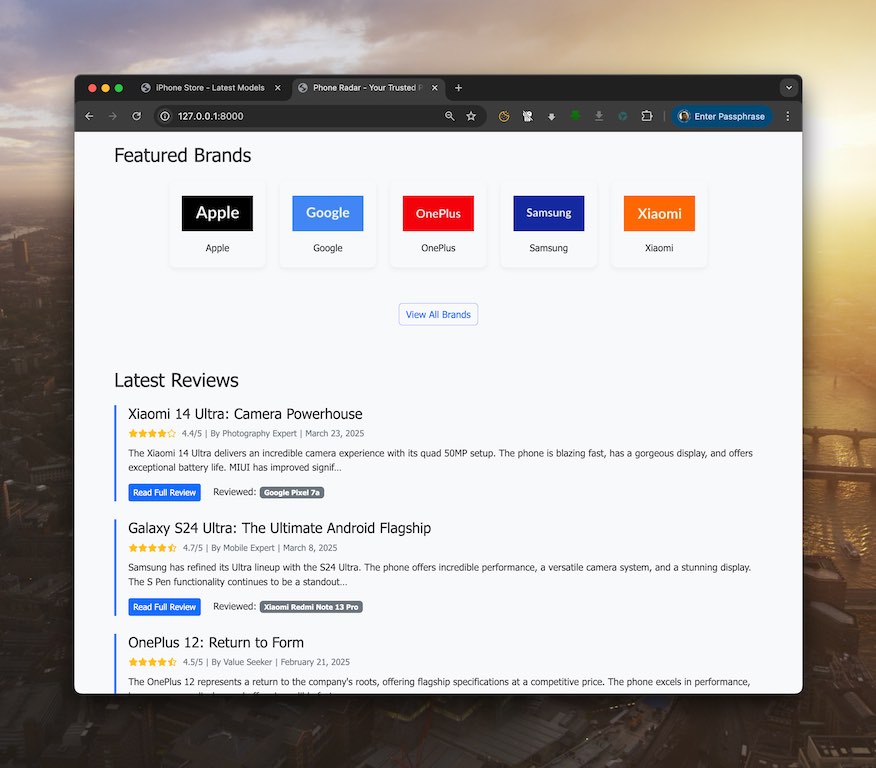 iPhone Store - Latest Models
Phone Radar - Your Trusted P
127.0.0.1:8000
Enter Passphrase
Featured Brands
Apple Google OnePlus Samsung Xiaomi
Apple Google OnePlus Samsung Xiaomi
View All Brands
Latest Reviews
Xiaomi 14 Ultra: Camera Powerhouse
4.4/5 | By Photography Expert | March 23, 2025
The Xiaomi 14 Ultra delivers an incredible camera experience with its quad 50MP setup. The phone is blazing fast, has a gorgeous display, and offers
exceptional battery life. MIUI has improved signif...
Read Full Review Reviewed: Google Pixel 7a
Galaxy S24 Ultra: The Ultimate Android Flagship
4.7/5 | By Mobile Expert | March 8, 2025
Samsung has refined its Ultra lineup with the S24 Ultra. The phone offers incredible performance, a versatile camera system, and a stunning display.
The S Pen functionality continues to be a standout...
Read Full Review Reviewed: Xiaomi Redmi Note 13 Pro
OnePlus 12: Return to Form
4.5/5 | By Value Seeker | February 21, 2025
The OnePlus 12 represents a return to the company's roots, offering flagship specifications at a competitive price. The phone excels in performance,